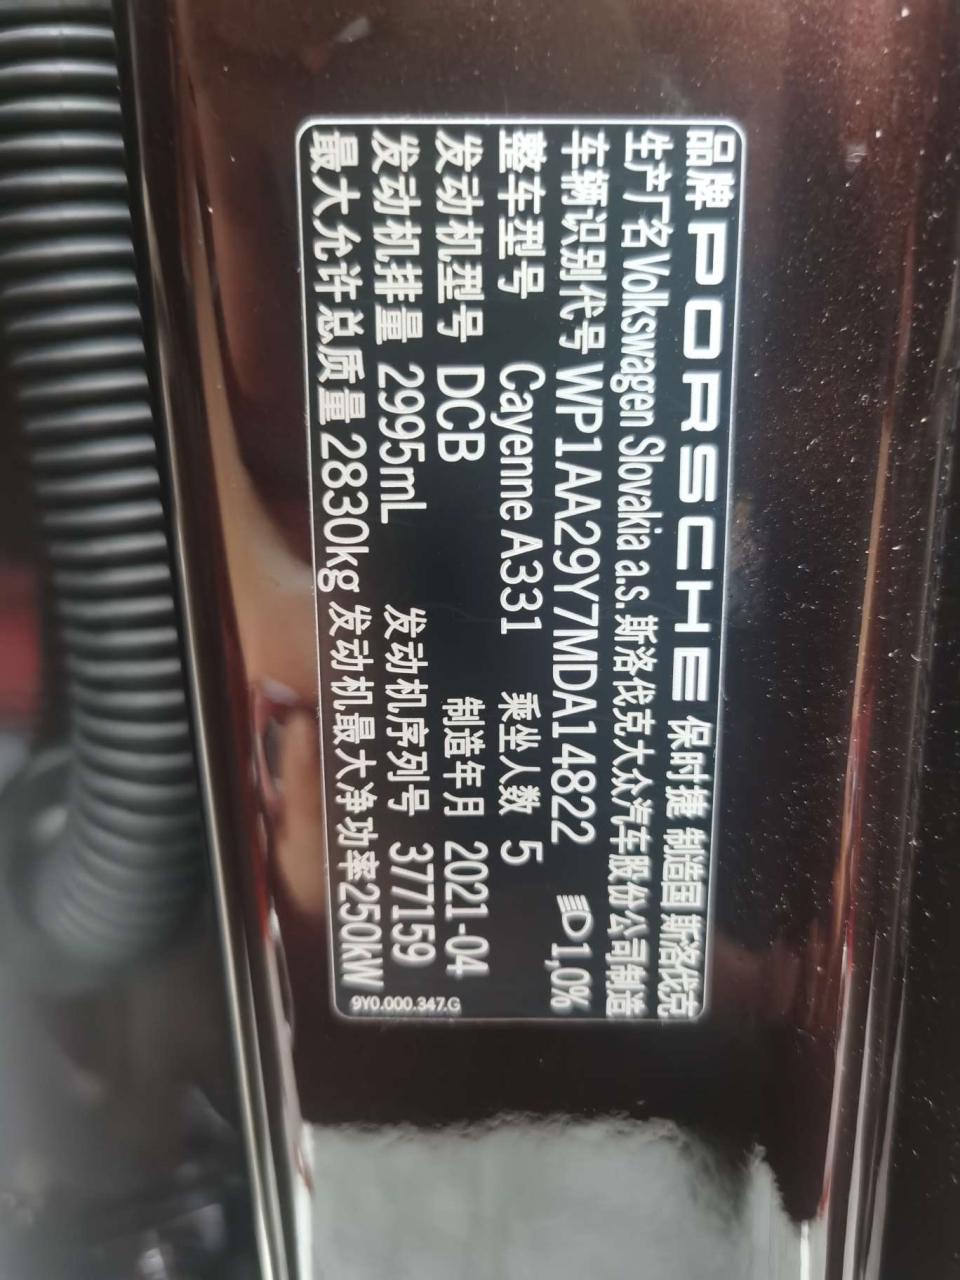 品牌 PORSCHE 保时捷 制造国 斯洛伐克
生产厂名 Volkswagen Slovakia a.s. 斯洛伐克大众汽车股份公司制造
车辆识别代号 WP1AA29Y7MDA14822 1,0%
整车型号 Cayenne A331 乘坐人数 5
发动机型号 DCB 制造年月 2021-04
发动机排量 2995mL 发动机序列号 377159
最大允许总质量 2830kg 发动机最大净功率250kW
9Y0.000.347.G